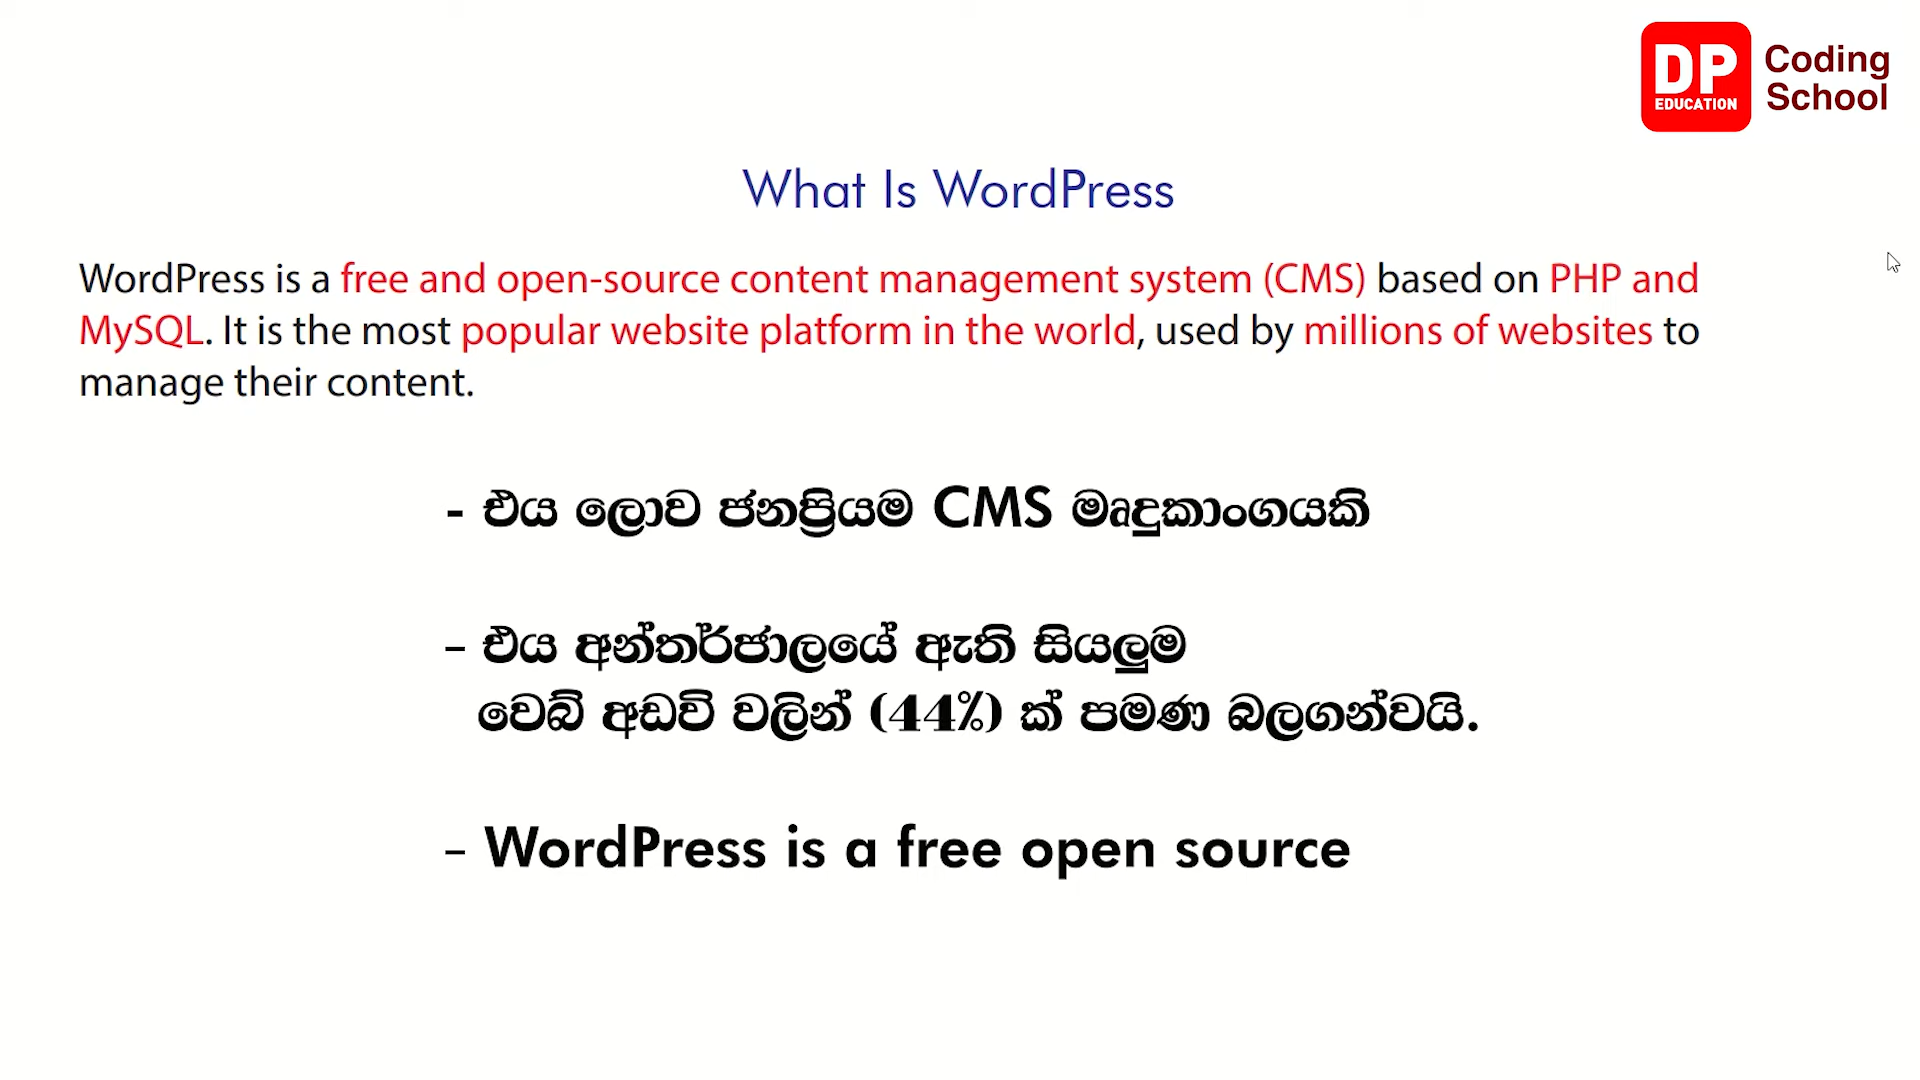 DP
EDUCATION
Coding
School
What Is WordPress
WordPress is a free and open-source content management system (CMS) based on PHP and
MySQL. It is the most popular website platform in the world, used by millions of websites to
manage their content.
- එය ලොව ජනප්‍රියම CMS මෘදුකාංගයකි
- එය අන්තර්ජාලයේ ඇති සියලුම
වෙබ් අඩවි වලින් (44%) ක් පමණ බලගන්වයි.
- WordPress is a free open source